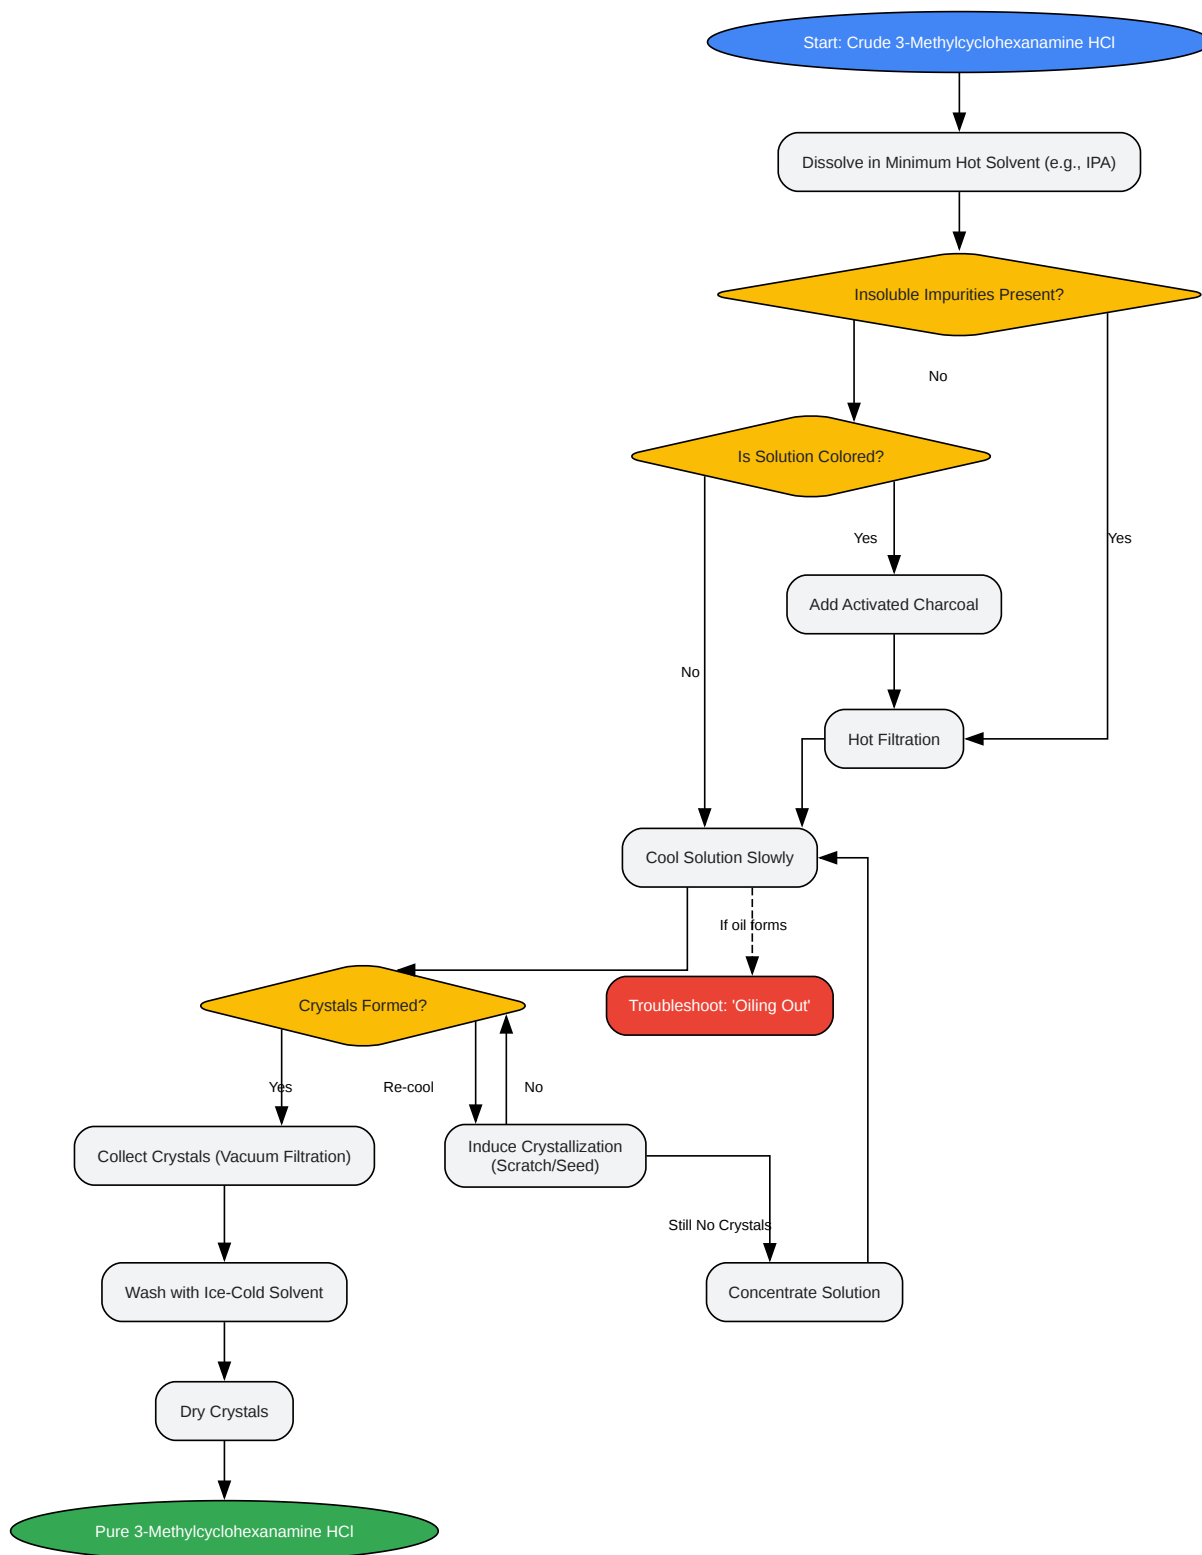 Start: Crude 3-Methylcyclohexanamine HCl
Dissolve in Minimum Hot Solvent (e.g., IPA)
Insoluble Impurities Present?
No
Is Solution Colored?
Yes
Yes
Add Activated Charcoal
No
Hot Filtration
Cool Solution Slowly
If oil forms
Crystals Formed?
Troubleshoot: 'Oiling Out'
Yes
Re-cool
No
Collect Crystals (Vacuum Filtration)
Induce Crystallization
(Scratch/Seed)
Still No Crystals
Wash with Ice-Cold Solvent
Concentrate Solution
Dry Crystals
Pure 3-Methylcyclohexanamine HCl